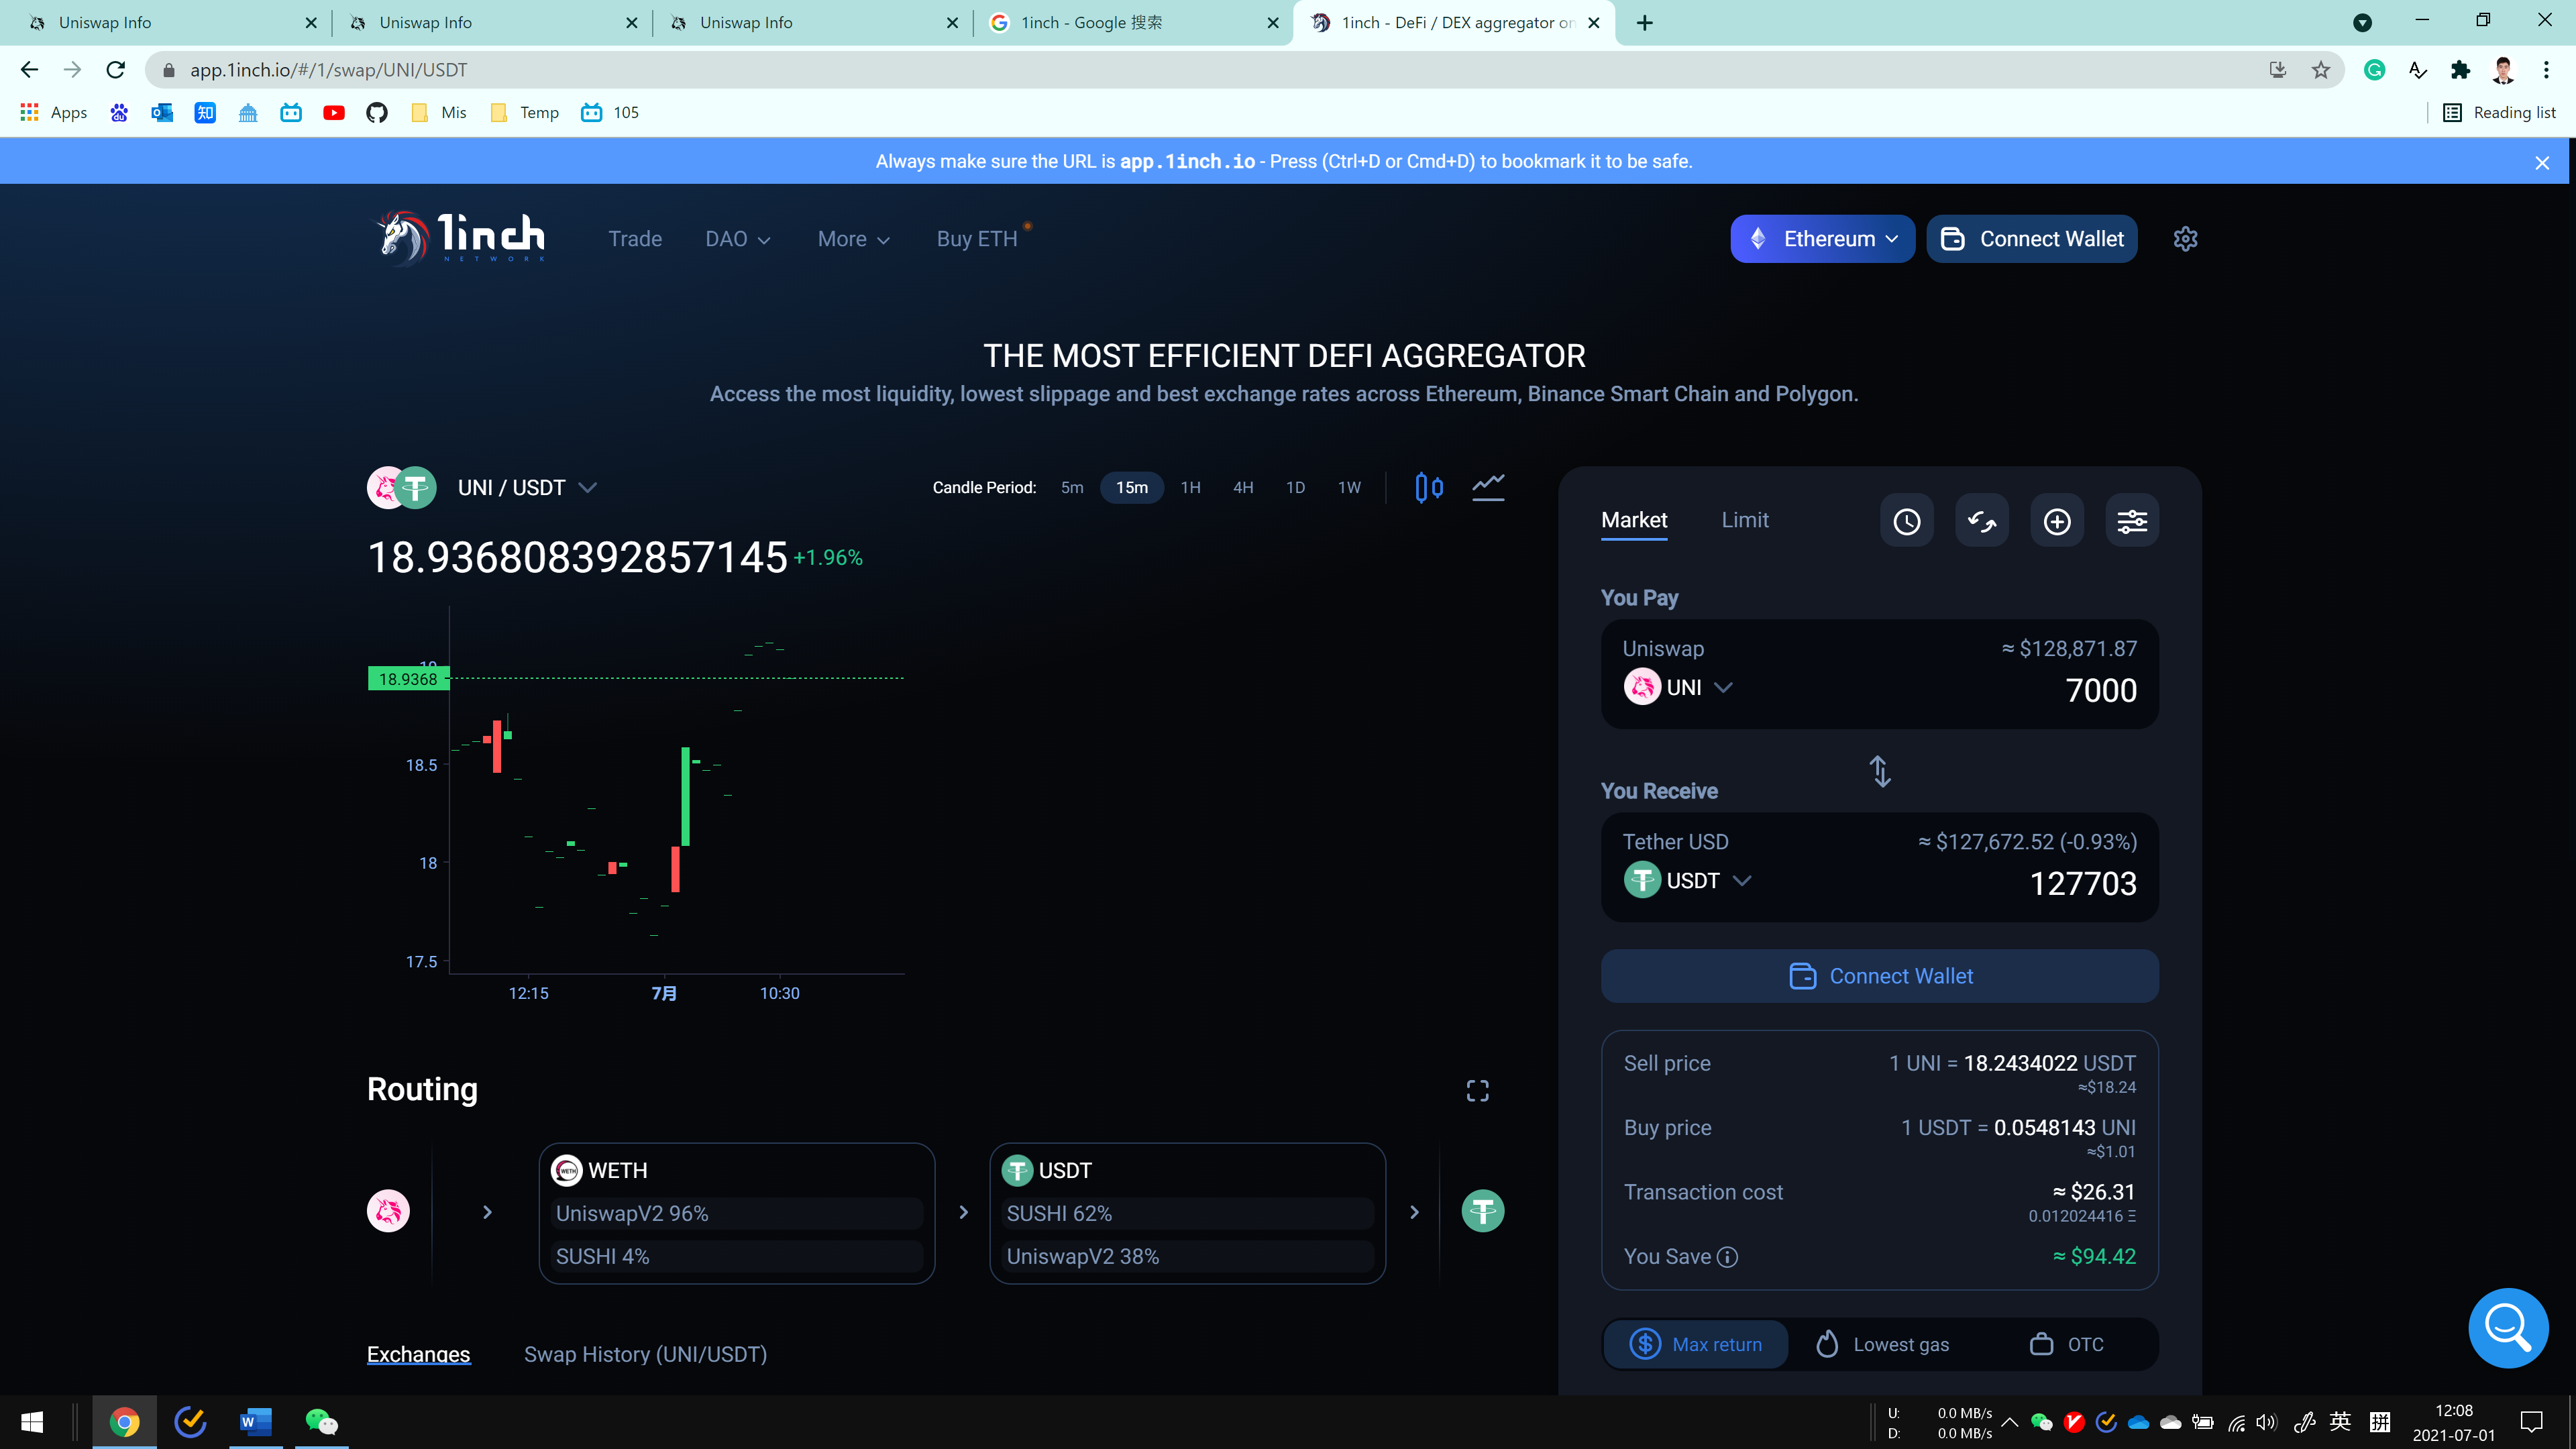 Uniswap Info
Uniswap Info
Uniswap Info
1inch - Google 搜索
1inch - DeFi / DEX aggregator on
app.1inch.io/#/1/swap/UNI/USDT
Apps
知
Mis
Temp
105
Reading list
Always make sure the URL is app.1inch.io - Press (Ctrl+D or Cmd+D) to bookmark it to be safe.
1inch
NETWORK
Trade
DAO
More
Buy ETH
Ethereum
Connect Wallet
THE MOST EFFICIENT DEFI AGGREGATOR
Access the most liquidity, lowest slippage and best exchange rates across Ethereum, Binance Smart Chain and Polygon.
UNI / USDT
Candle Period:
5m
15m
1H
4H
1D
1W
18.936808392857145 +1.96%
19
18.9368
18.5
18
17.5
12:15
7月
10:30
Market
Limit
You Pay
Uniswap
≈ $128,871.87
UNI
7000
You Receive
Tether USD
≈ $127,672.52 (-0.93%)
USDT
127703
Connect Wallet
Sell price
1 UNI = 18.2434022 USDT
≈$18.24
Buy price
1 USDT = 0.0548143 UNI
≈$1.01
Transaction cost
≈ $26.31
0.012024416 Ξ
You Save
≈ $94.42
Max return
Lowest gas
OTC
Routing
WETH
UniswapV2 96%
SUSHI 4%
USDT
SUSHI 62%
UniswapV2 38%
Exchanges
Swap History (UNI/USDT)
U: 0.0 MB/s
D: 0.0 MB/s
英
拼
12:08
2021-07-01